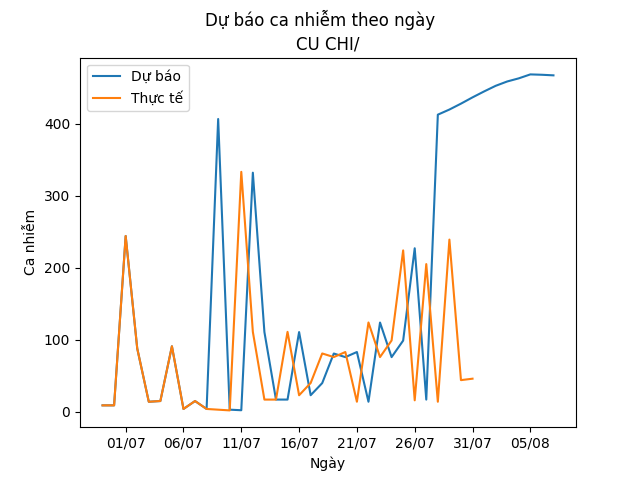 Dự báo ca nhiễm theo ngày
CU CHI/
Dự báo
Thực tế
Ca nhiễm
400
300
200
100
0
01/07 06/07 11/07 16/07 21/07 26/07 31/07 05/08
Ngày